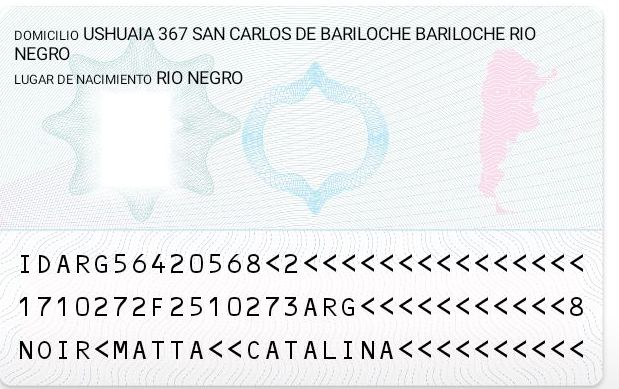 DOMICILIO USHUAIA 367 SAN CARLOS DE BARILOCHE BARILOCHE RIO
NEGRO
LUGAR DE NACIMIENTO RIO NEGRO
IDARG56420568<2<<<<<<<<<<<<<<<
1710272F2510273ARG<<<<<<<<<<<8
NOIR<MATTA<<CATALINA<<<<<<<<<<